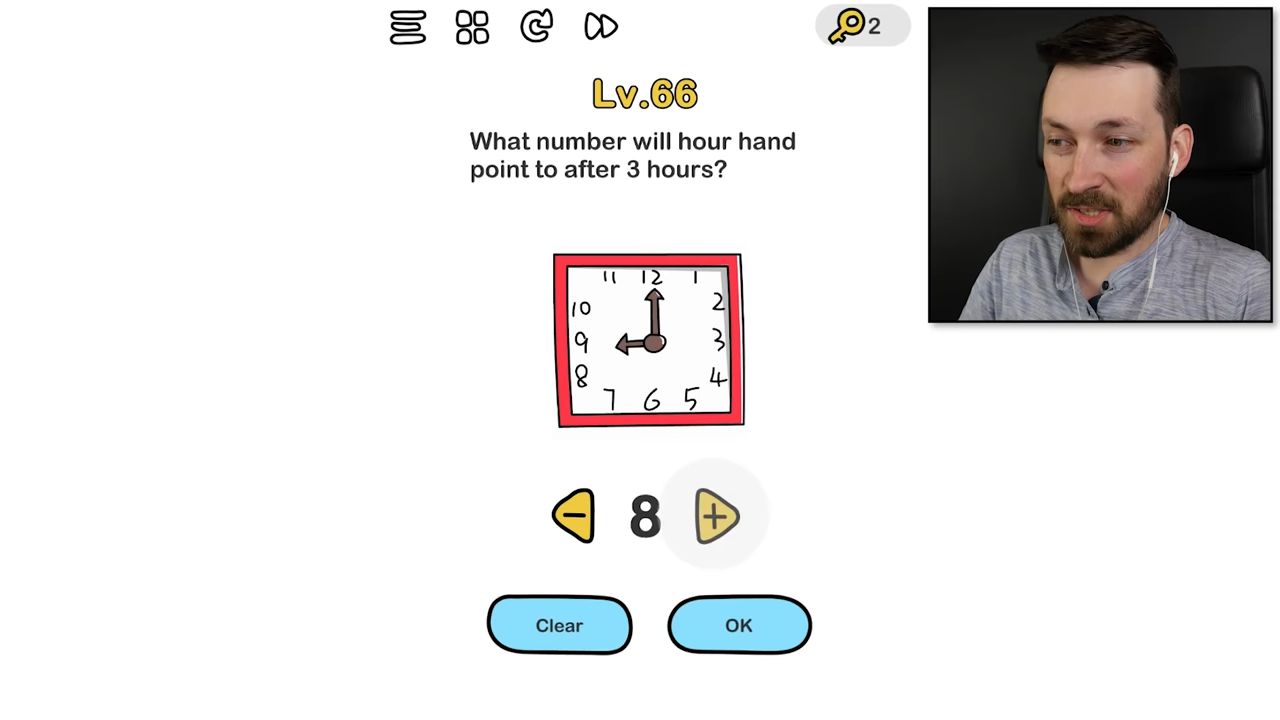 2
Lv.66
What number will hour hand
point to after 3 hours?
11 12 1
10 2
9 3
8 4
7 6 5
- 8 +
Clear OK